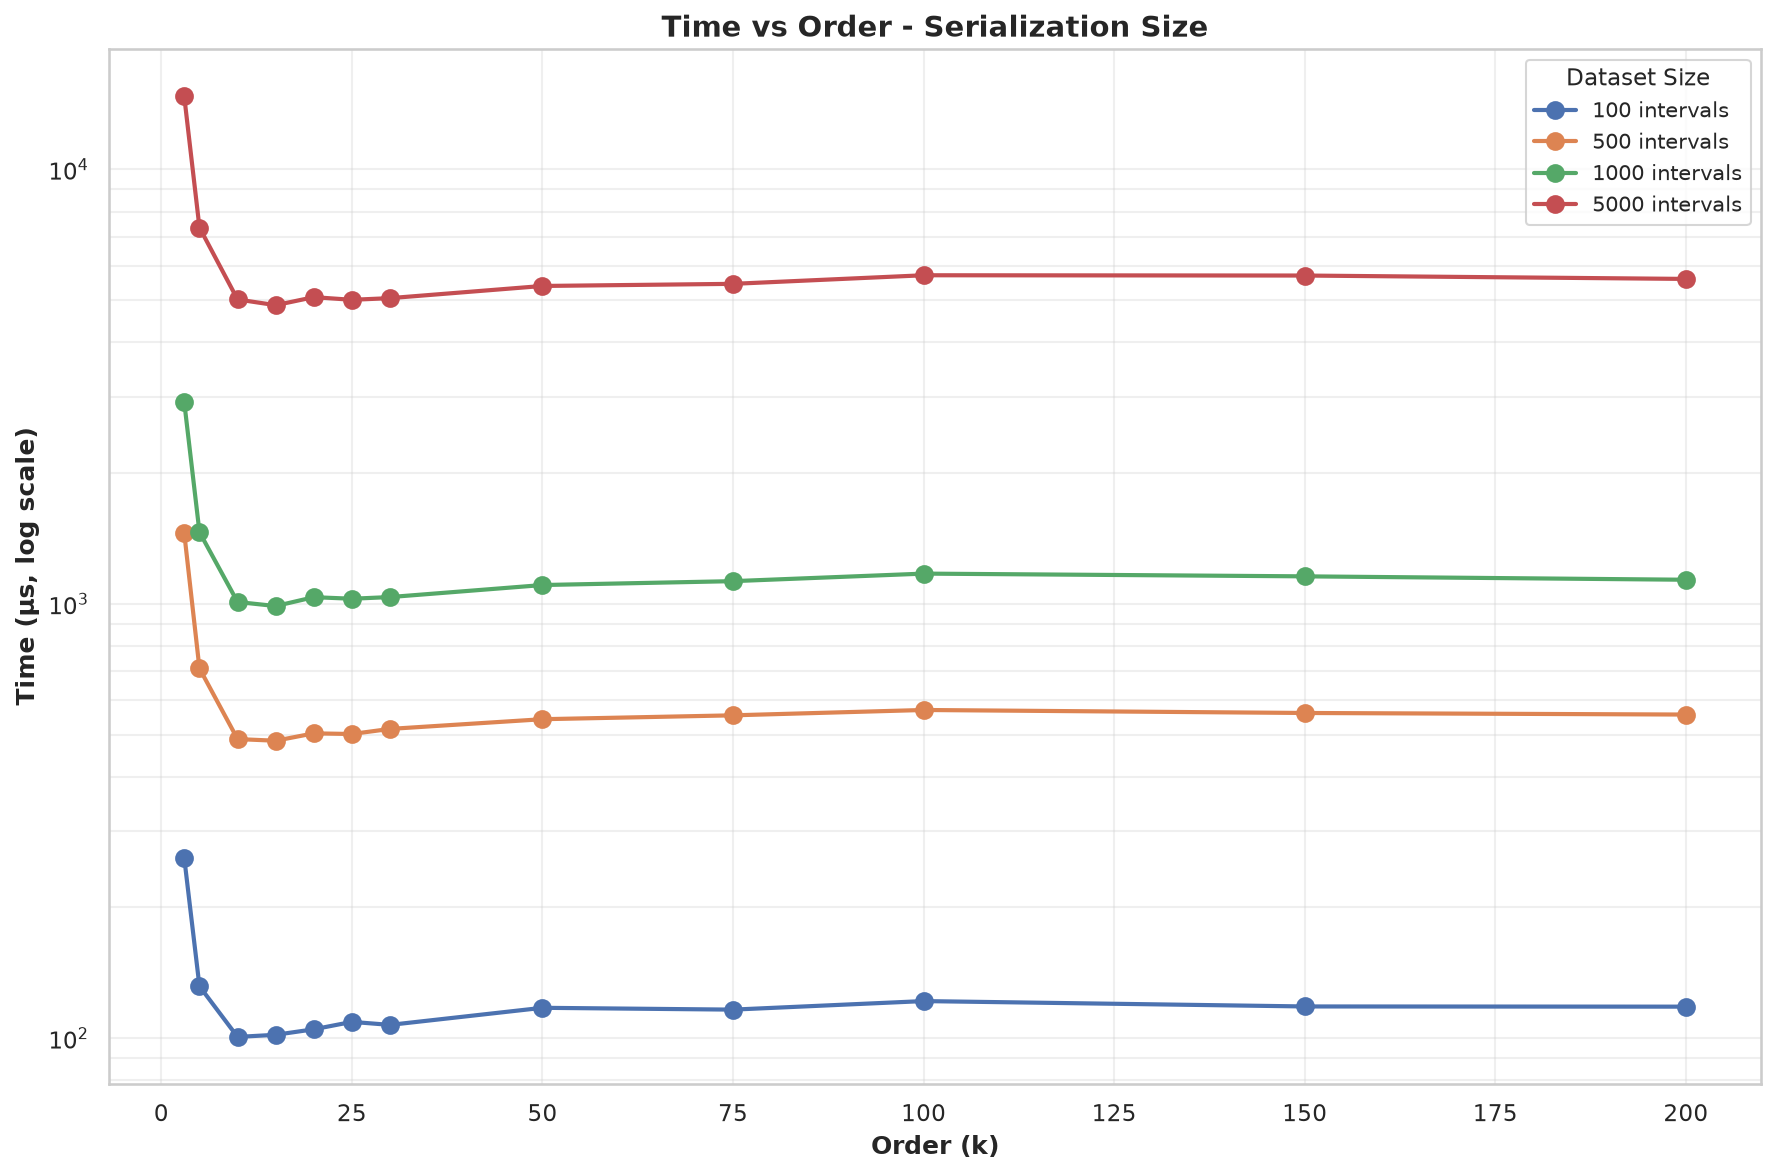 Time vs Order - Serialization Size
Dataset Size
100 intervals
500 intervals
1000 intervals
5000 intervals
Time (µs, log scale)
10⁴
10³
10²
0 25 50 75 100 125 150 175 200
Order (k)